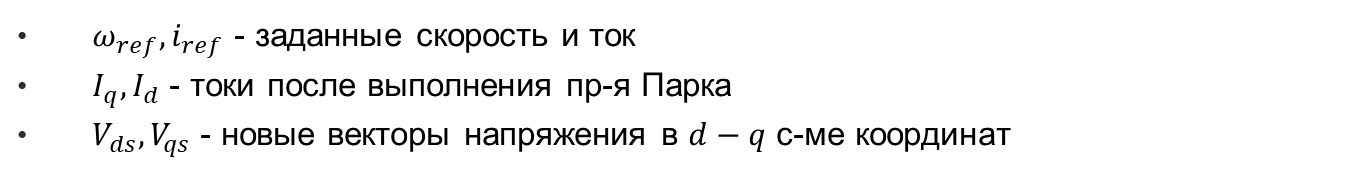 • ω_ref, i_ref - заданные скорость и ток
• I_q, I_d - токи после выполнения пр-я Парка
• V_ds, V_qs - новые векторы напряжения в d − q с-ме координат